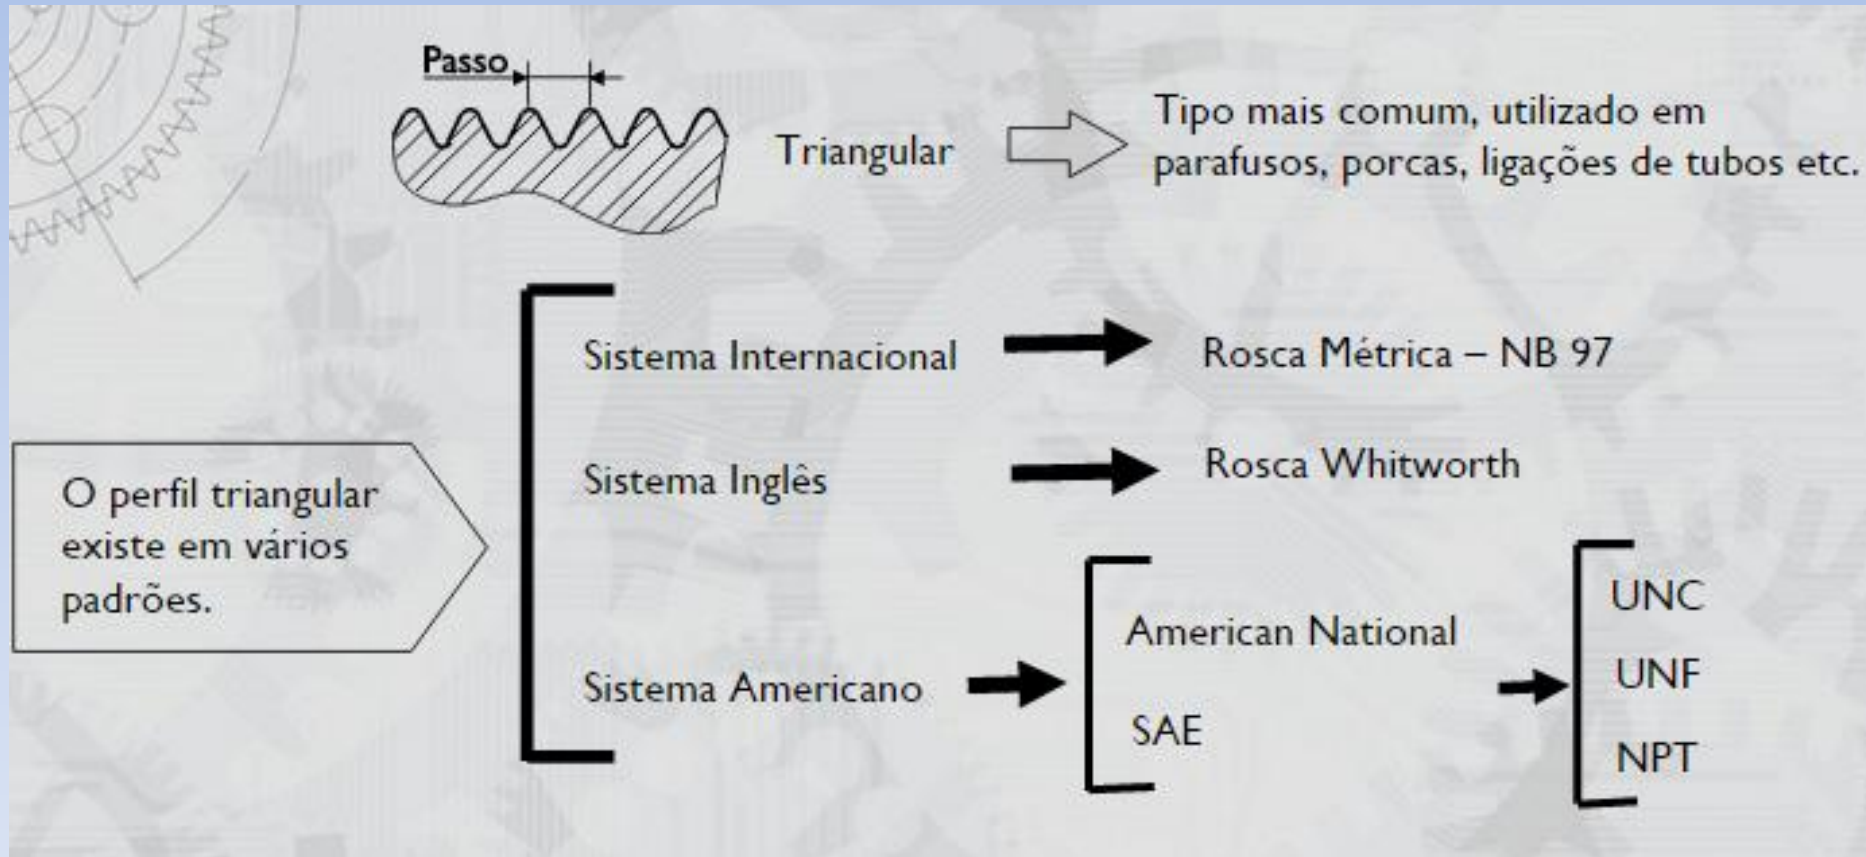 Passo
Triangular
Tipo mais comum, utilizado em
parafusos, porcas, ligações de tubos etc.
O perfil triangular
existe em vários
padrões.
Sistema Internacional
Rosca Métrica – NB 97
Sistema Inglês
Rosca Whitworth
Sistema Americano
American National
SAE
UNC
UNF
NPT